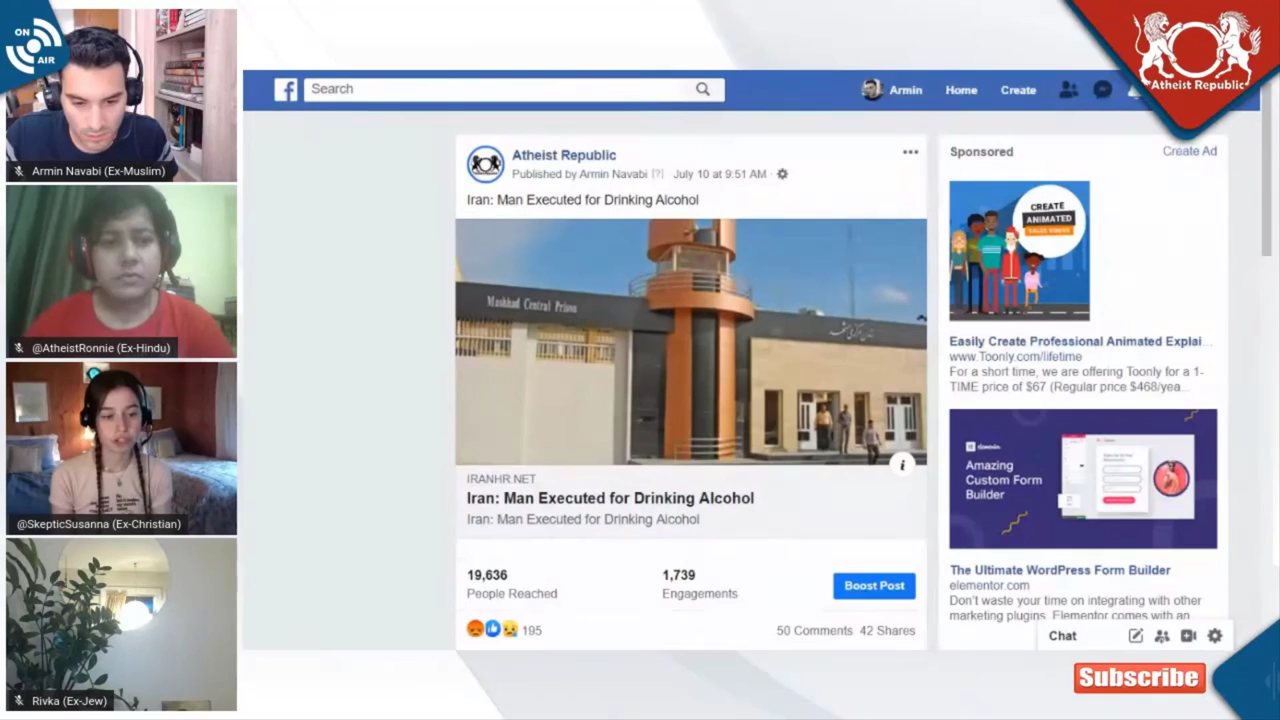 ON
AIR
Armin Navabi (Ex-Muslim)
@AtheistRonnie (Ex-Hindu)
@SkepticSusanna (Ex-Christian)
Rivka (Ex-Jew)
Search
Armin
Home
Create
Atheist Republic
Atheist Republic
Published by Armin Navabi [?] July 10 at 9:51 AM
Iran: Man Executed for Drinking Alcohol
Mashhad Central Prison
IRANHR.NET
Iran: Man Executed for Drinking Alcohol
Iran: Man Executed for Drinking Alcohol
19,636
People Reached
1,739
Engagements
Boost Post
195
50 Comments 42 Shares
Sponsored
Create Ad
CREATE
ANIMATED
Easily Create Professional Animated Explai...
www.Toonly.com/lifetime
For a short time, we are offering Toonly for a 1-
TIME price of $67 (Regular price $468/yea...
elementor
Amazing
Custom Form
Builder
The Ultimate WordPress Form Builder
elementor.com
Don't waste your time on integrating with other
marketing plugins. Elementor comes with an
Chat
Subscribe